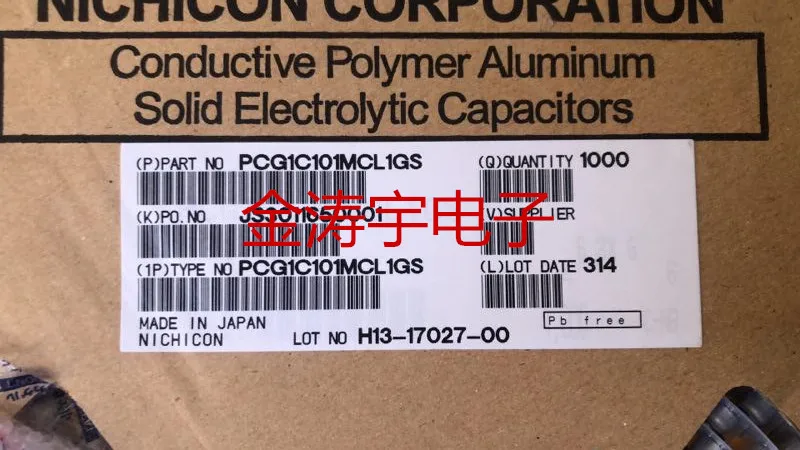 NICHICON CORPORATION
Conductive Polymer Aluminum
Solid Electrolytic Capacitors
(P)PART NO PCG1C101MCL1GS
(Q)QUANTITY 1000
(K)PO.NO
(V)SUPPLIER
金涛宇电子
(1P)TYPE NO PCG1C101MCL1GS
(L)LOT DATE 314
MADE IN JAPAN
NICHICON
LOT NO H13-17027-00
Pb free